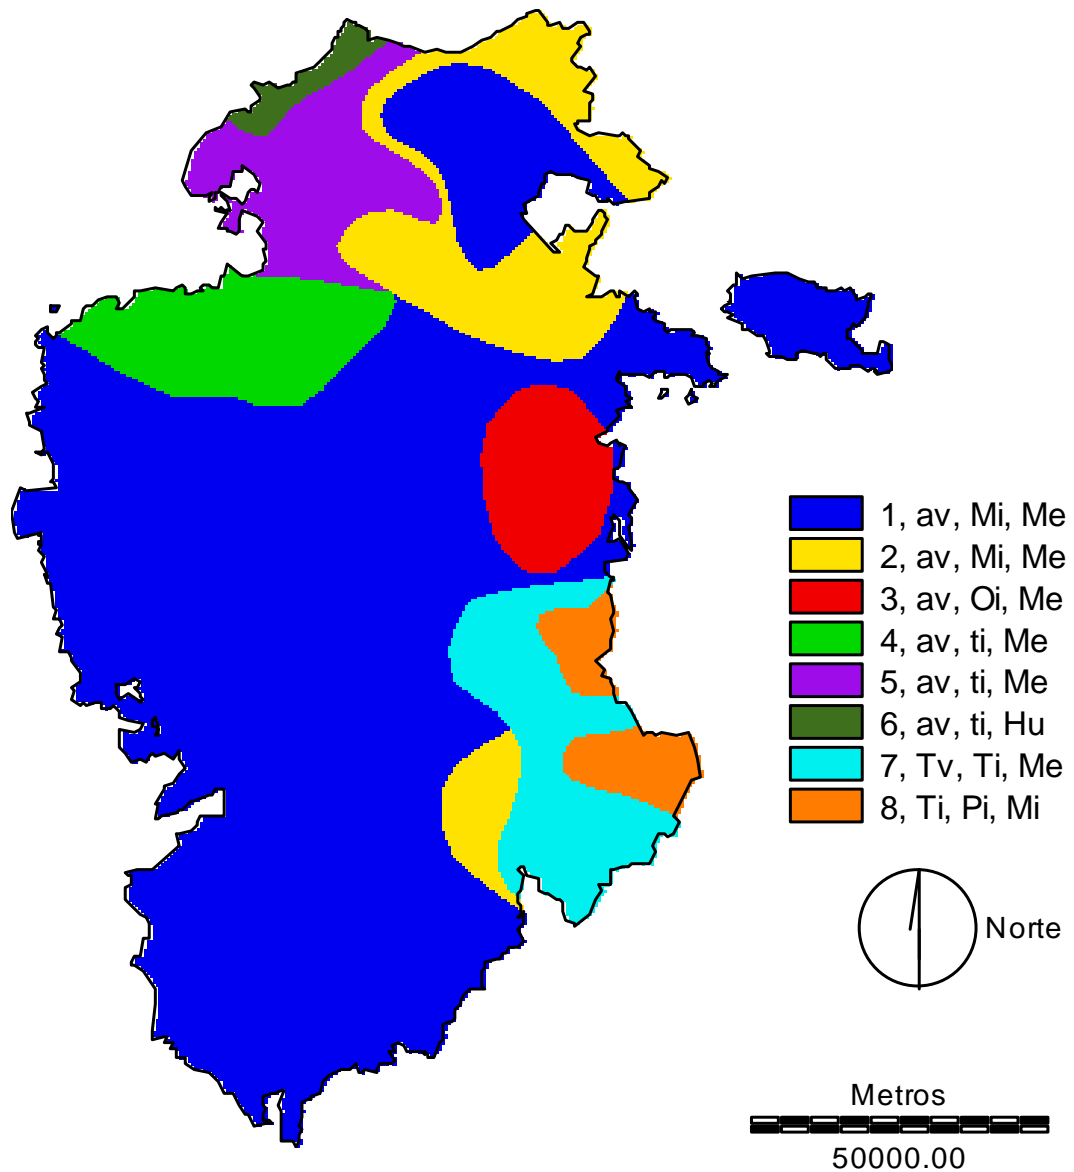 1, av, Mi, Me
2, av, Mi, Me
3, av, Oi, Me
4, av, ti, Me
5, av, ti, Me
6, av, ti, Hu
7, Tv, Ti, Me
8, Ti, Pi, Mi
Norte
Metros
50000.00